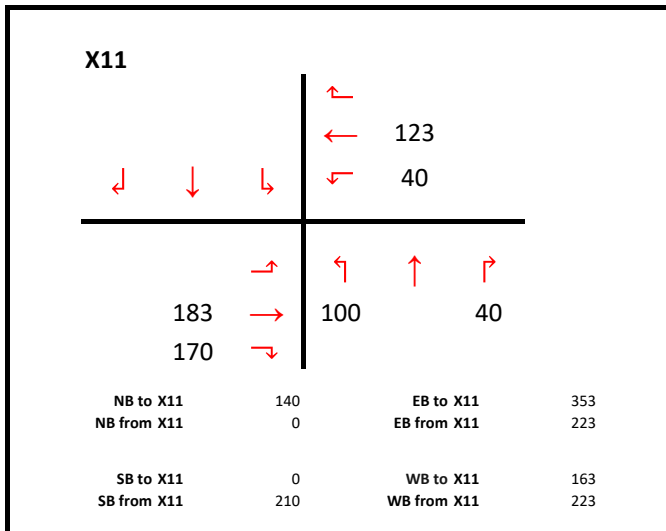 X11
123
40
183 100 40
170
NB to X11 140 EB to X11 353
NB from X11 0 EB from X11 223
SB to X11 0 WB to X11 163
SB from X11 210 WB from X11 223